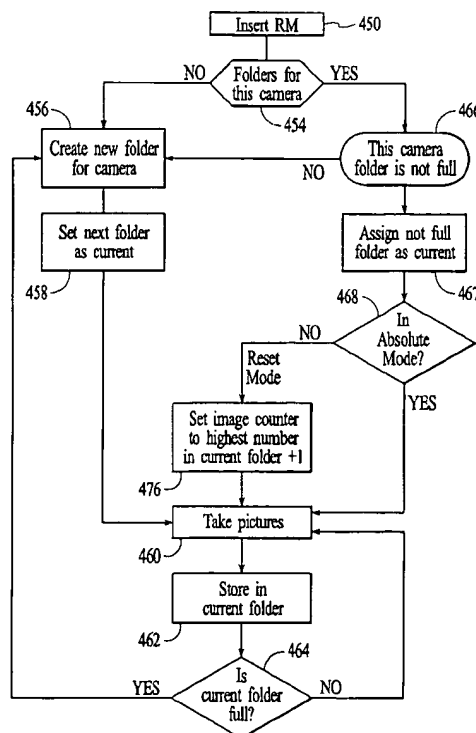 Insert RM
450
NO
Folders for
this camera
YES
454
456
466
Create new folder
for camera
NO
This camera
folder is not full
Set next folder
as current
458
Assign not full
folder as current
467
468
In
Absolute
Mode?
NO
Reset
Mode
YES
Set image counter
to highest number
in current folder +1
476
Take pictures
460
Store in
current folder
462
464
Is
current folder
full?
YES
NO